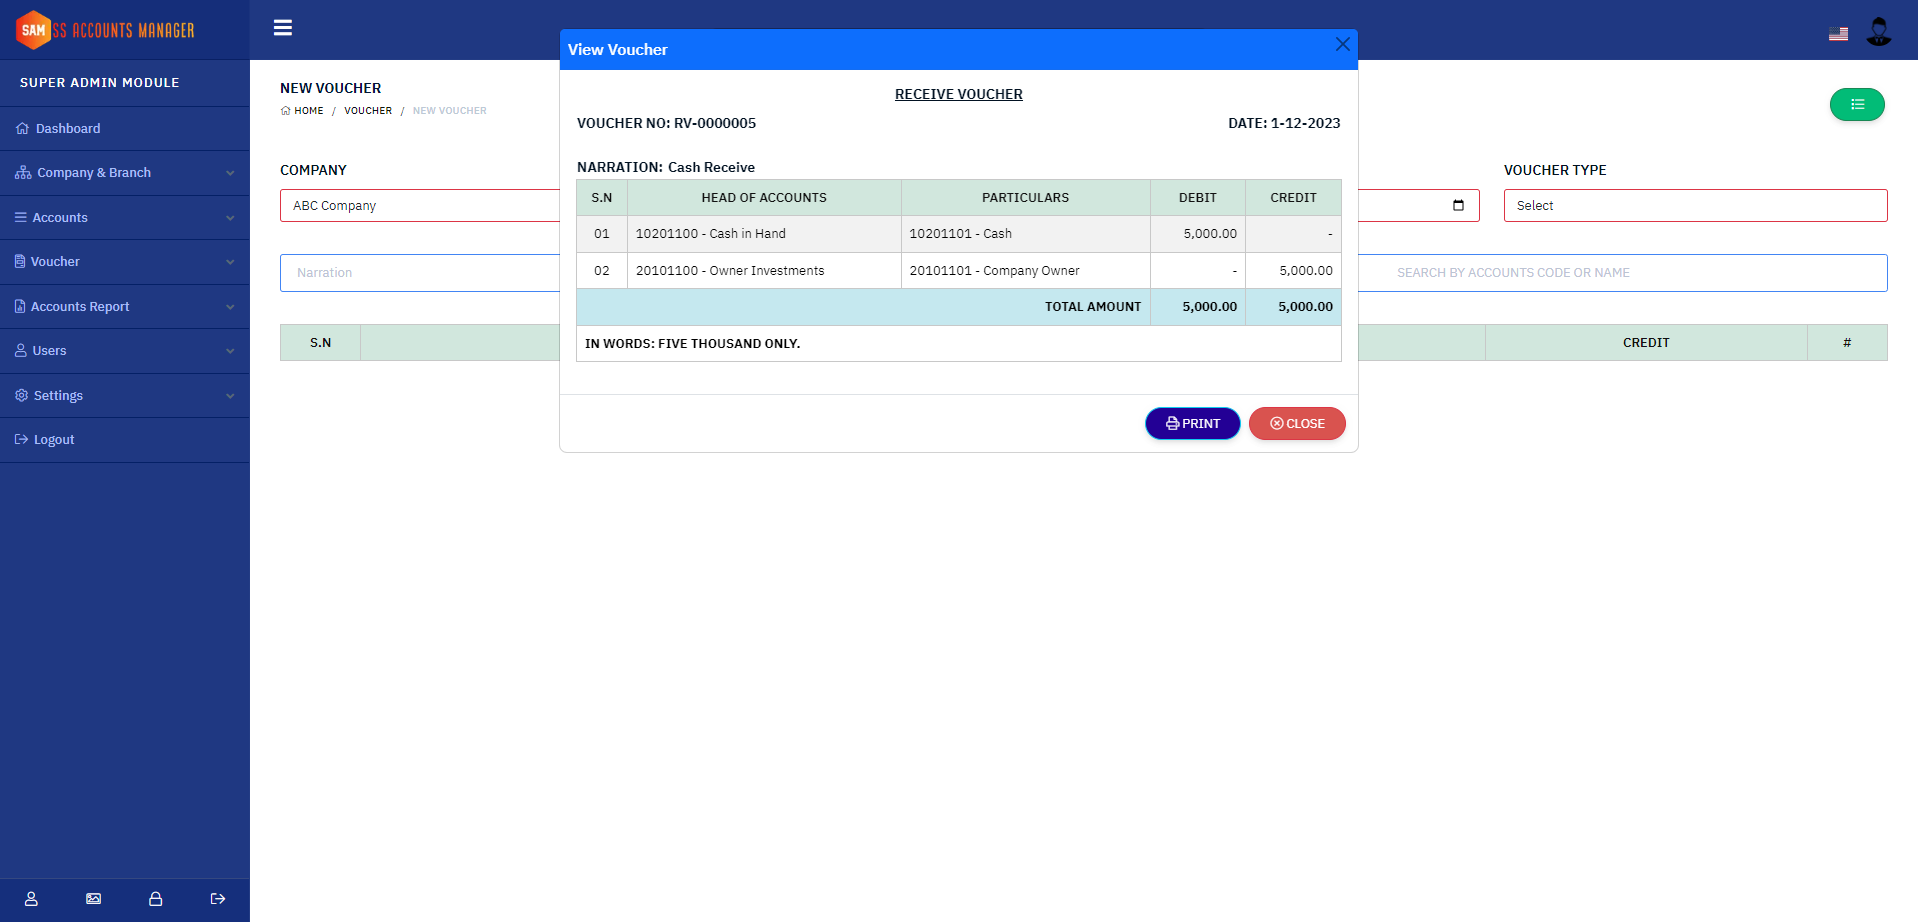 SAM SS ACCOUNTS MANAGER
SUPER ADMIN MODULE
Dashboard
Company & Branch
Accounts
Voucher
Accounts Report
Users
Settings
Logout
NEW VOUCHER
HOME / VOUCHER / NEW VOUCHER
COMPANY
ABC Company
VOUCHER TYPE
Select
Narration
SEARCH BY ACCOUNTS CODE OR NAME
S.N CREDIT #
View Voucher
RECEIVE VOUCHER
VOUCHER NO: RV-0000005 DATE: 1-12-2023
NARRATION: Cash Receive
S.N HEAD OF ACCOUNTS PARTICULARS DEBIT CREDIT
01 10201100 - Cash in Hand 10201101 - Cash 5,000.00 -
02 20101100 - Owner Investments 20101101 - Company Owner - 5,000.00
TOTAL AMOUNT 5,000.00 5,000.00
IN WORDS: FIVE THOUSAND ONLY.
PRINT CLOSE